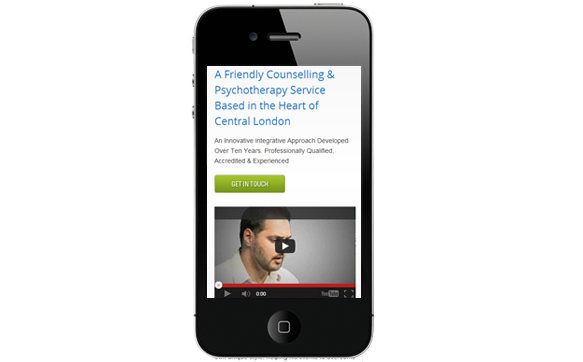 A Friendly Counselling &
Psychotherapy Service
Based in the Heart of
Central London
An Innovative Integrative Approach Developed
Over Ten Years. Professionally Qualified,
Accredited & Experienced
GET IN TOUCH
0:00
YouTube